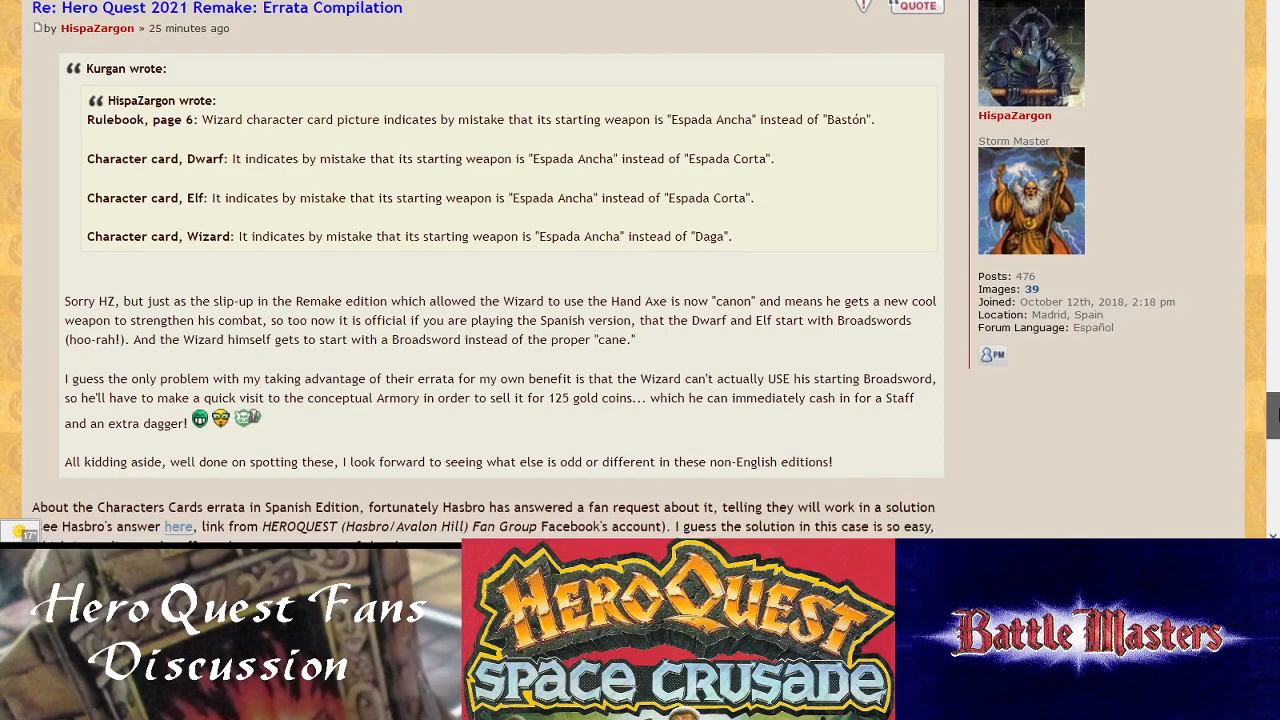 Re: Hero Quest 2021 Remake: Errata Compilation
QUOTE
by HispaZargon » 25 minutes ago
Kurgan wrote:
HispaZargon wrote:
Rulebook, page 6: Wizard character card picture indicates by mistake that its starting weapon is "Espada Ancha" instead of "Bastón".
Character card, Dwarf: It indicates by mistake that its starting weapon is "Espada Ancha" instead of "Espada Corta".
Character card, Elf: It indicates by mistake that its starting weapon is "Espada Ancha" instead of "Espada Corta".
Character card, Wizard: It indicates by mistake that its starting weapon is "Espada Ancha" instead of "Daga".
Sorry HZ, but just as the slip-up in the Remake edition which allowed the Wizard to use the Hand Axe is now "canon" and means he gets a new cool
weapon to strengthen his combat, so too now it is official if you are playing the Spanish version, that the Dwarf and Elf start with Broadswords
(hoo-rah!). And the Wizard himself gets to start with a Broadsword instead of the proper "cane."
I guess the only problem with my taking advantage of their errata for my own benefit is that the Wizard can't actually USE his starting Broadsword,
so he'll have to make a quick visit to the conceptual Armory in order to sell it for 125 gold coins... which he can immediately cash in for a Staff
and an extra dagger!
All kidding aside, well done on spotting these, I look forward to seeing what else is odd or different in these non-English editions!
About the Characters Cards errata in Spanish Edition, fortunately Hasbro has answered a fan request about it, telling they will work in a solution
ee Hasbro's answer here, link from HEROQUEST (Hasbro/Avalon Hill) Fan Group Facebook's account). I guess the solution in this case is so easy,
HispaZargon
Storm Master
Posts: 476
Images: 39
Joined: October 12th, 2018, 2:18 pm
Location: Madrid, Spain
Forum Language: Español
PM
17°
HeroQuest Fans
Discussion
HEROQUEST
SPACE CRUSADE
Battle Masters